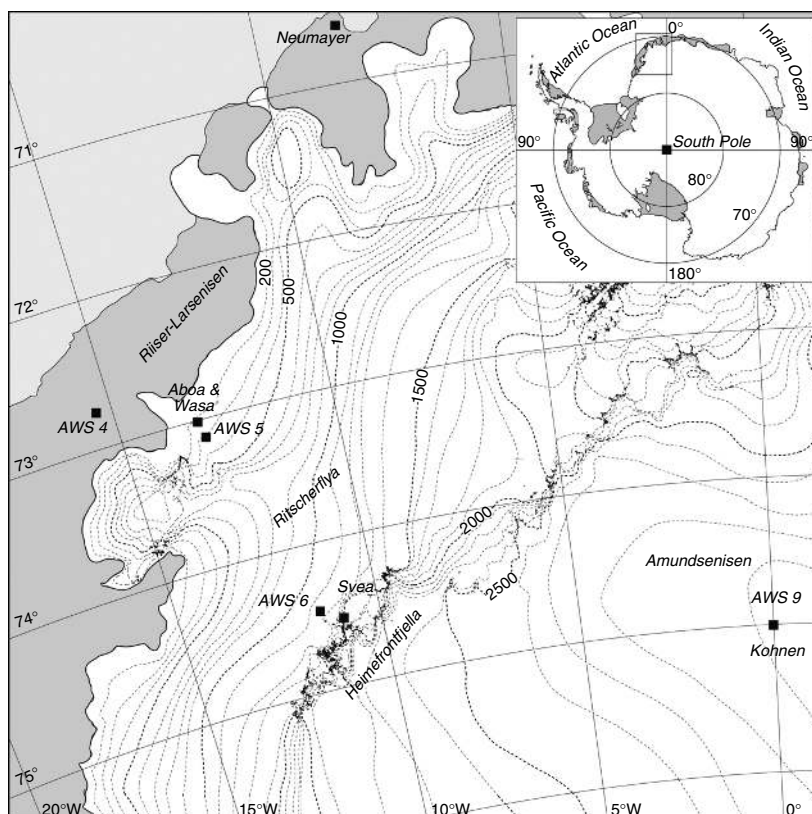 Neumayer
71°
72°
73°
74°
75°
20°W
15°W
10°W
5°W
0°
Riiser-Larsenisen
200
500
1000
1500
2000
2500
Aboa &
Wasa
AWS 4
AWS 5
Ritscherflya
AWS 6
Svea
Heimefrontfjella
Amundsenisen
AWS 9
Kohnen
0°
Atlantic Ocean
Indian Ocean
90°
South Pole
90°
80°
70°
Pacific Ocean
180°